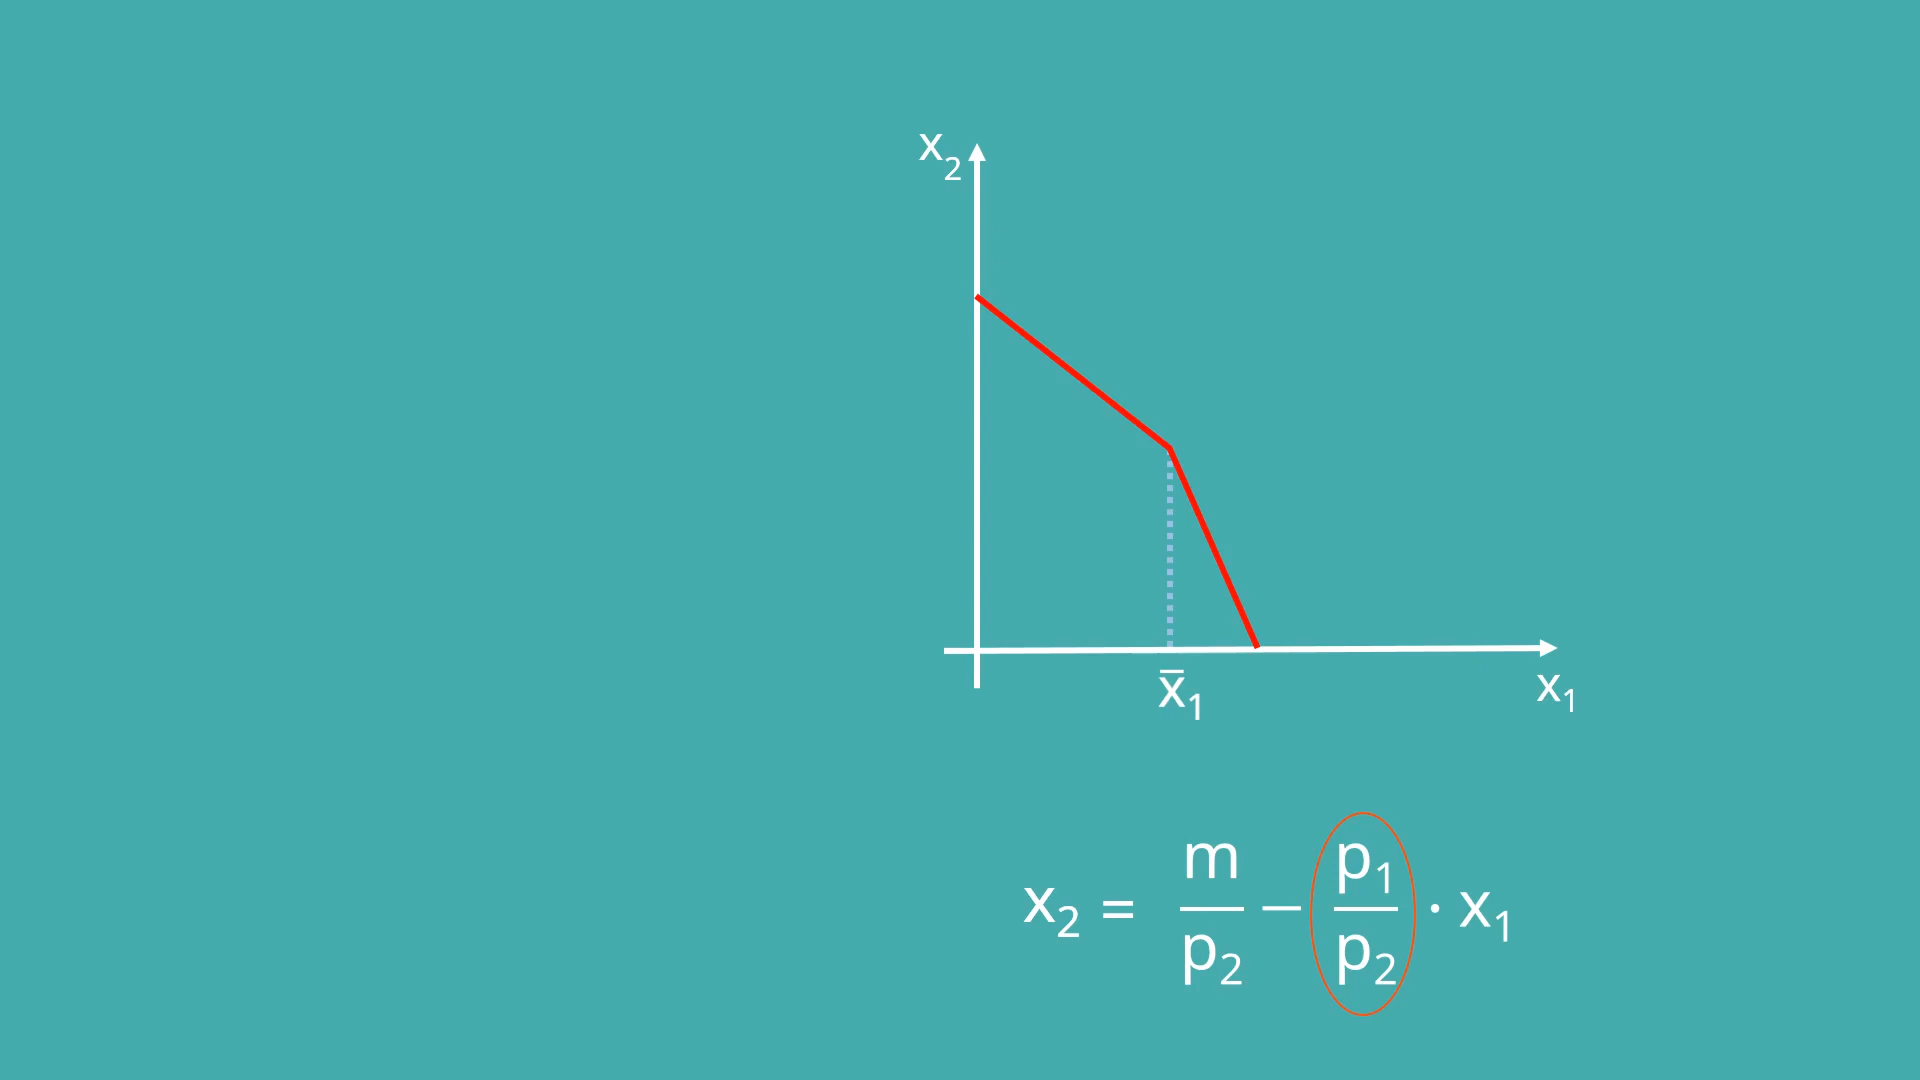 x₂
x̅₁
x₁
x₂ = m/p₂ − p₁/p₂ · x₁